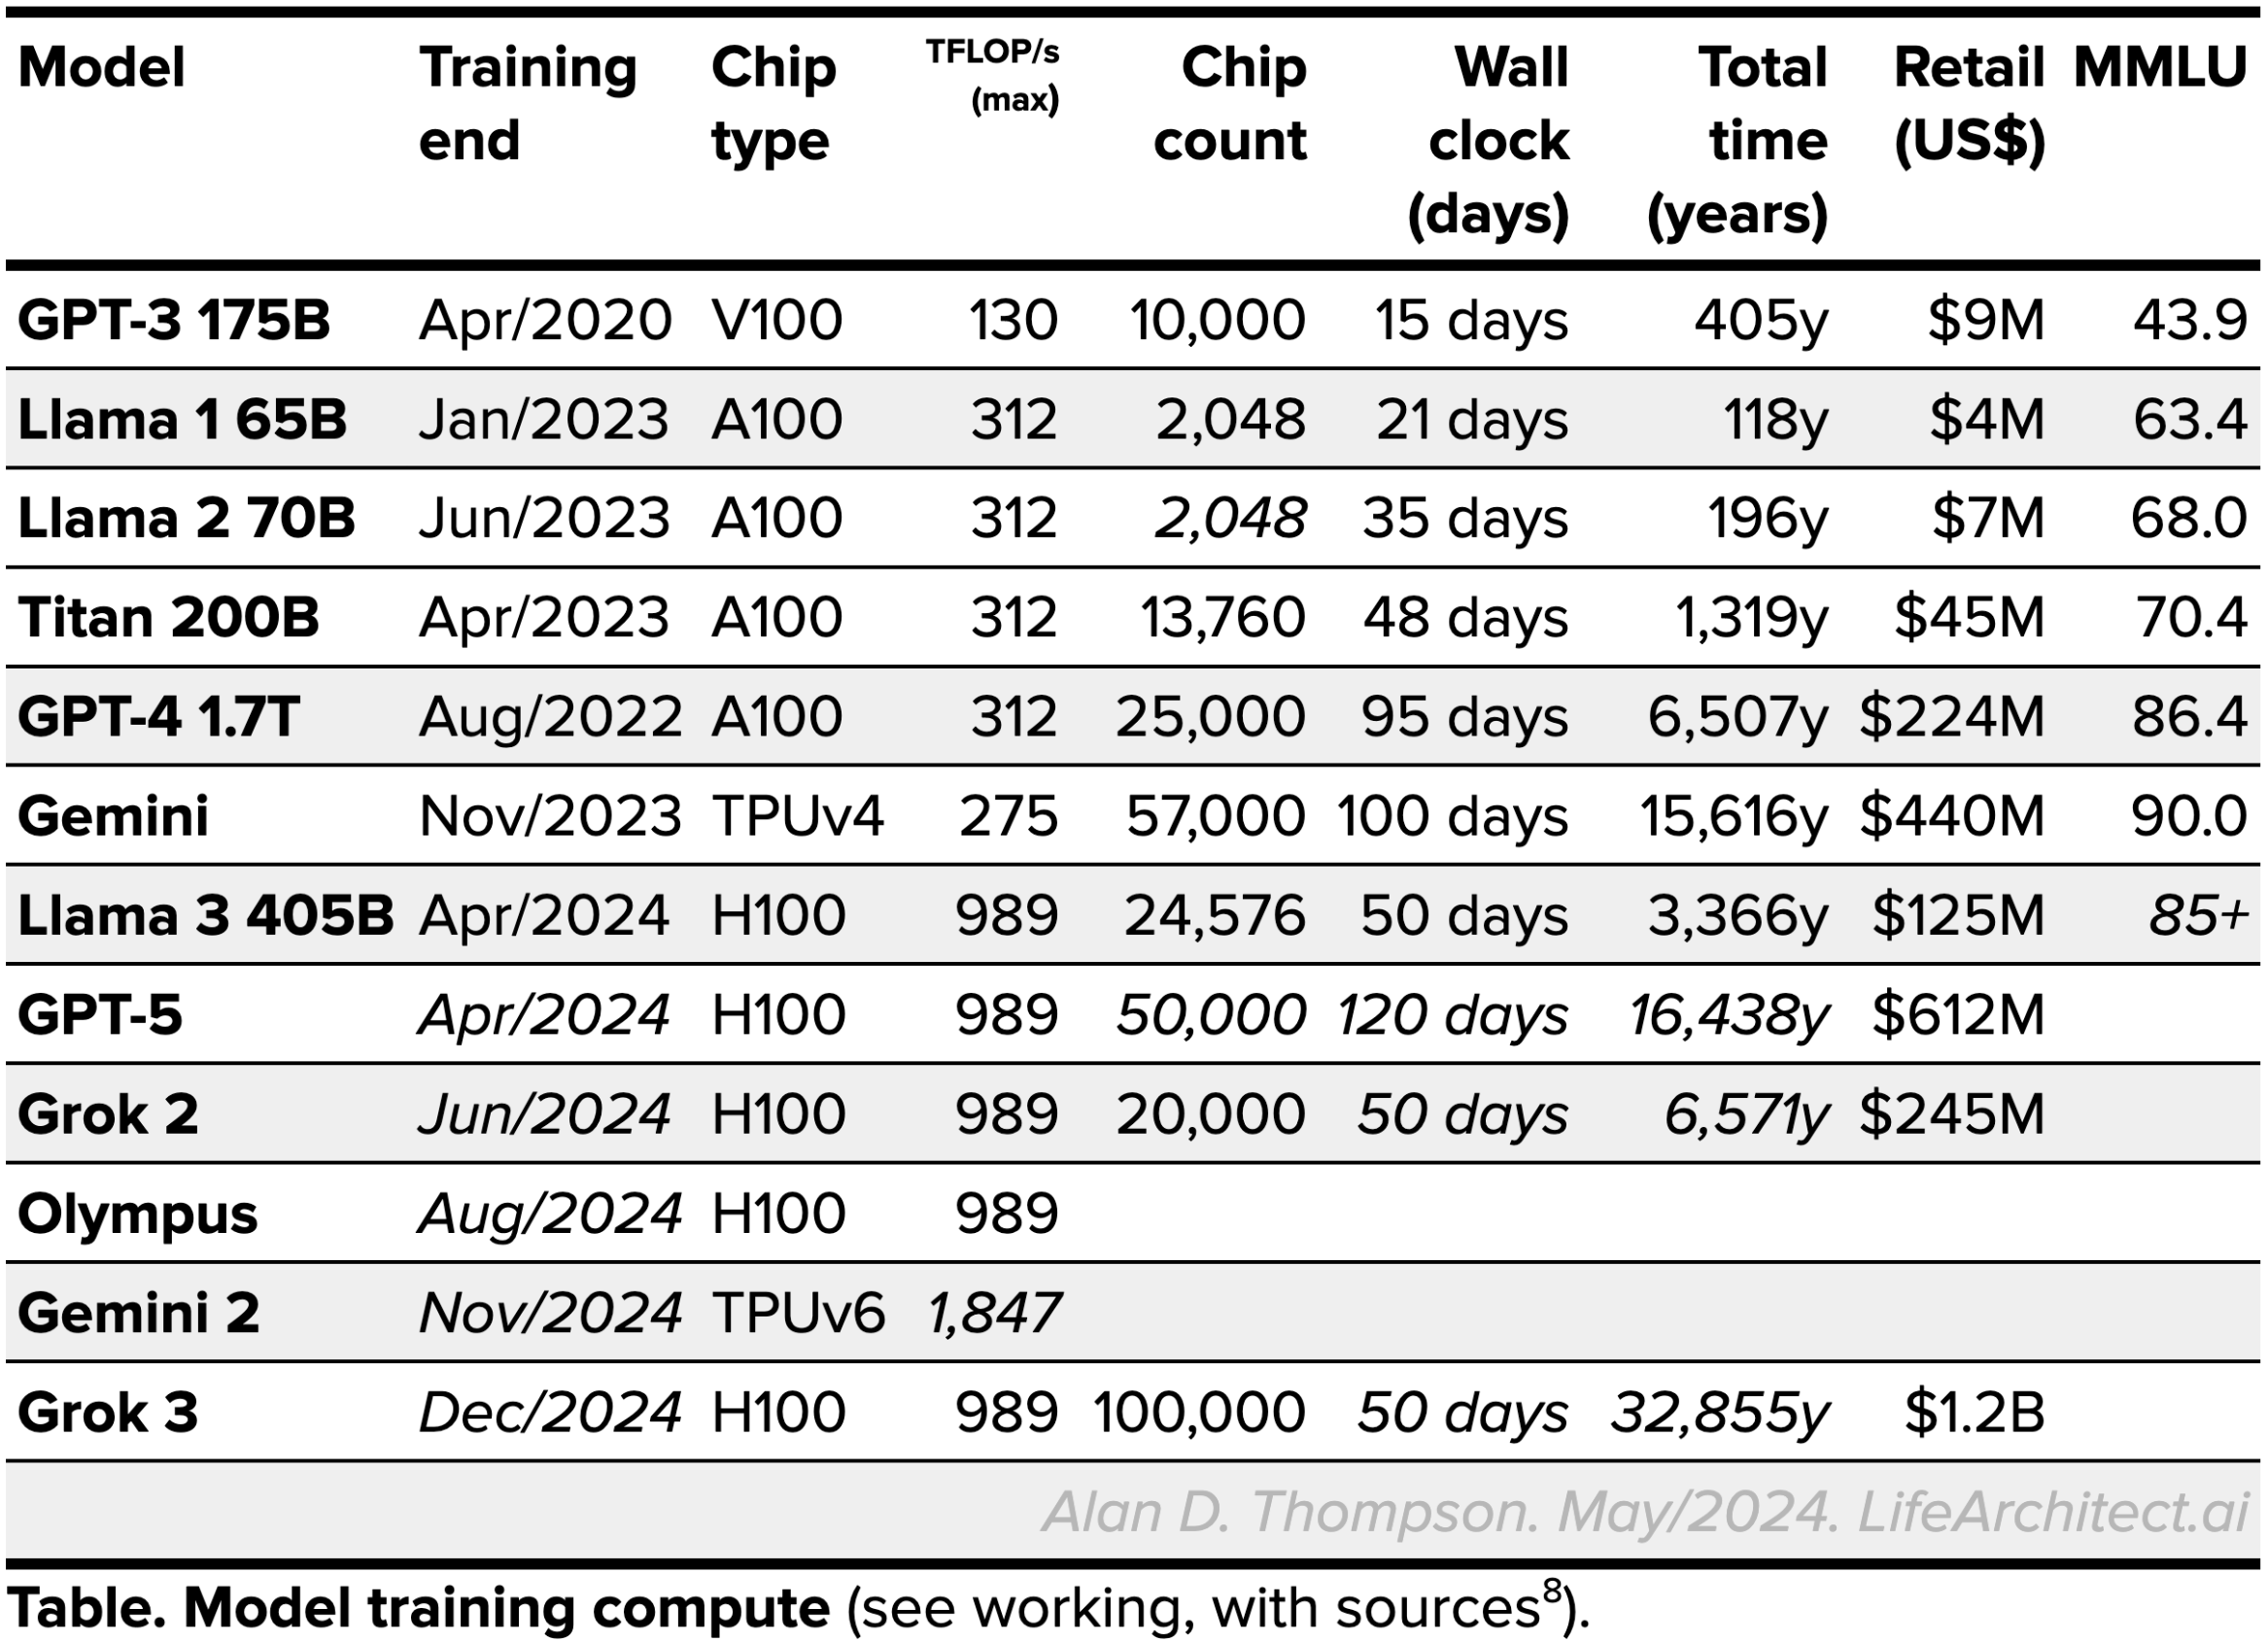 Model Training end Chip type TFLOP/s (max) Chip count Wall clock (days) Total time (years) Retail (US$) MMLU
GPT-3 175B Apr/2020 V100 130 10,000 15 days 405y $9M 43.9
Llama 1 65B Jan/2023 A100 312 2,048 21 days 118y $4M 63.4
Llama 2 70B Jun/2023 A100 312 2,048 35 days 196y $7M 68.0
Titan 200B Apr/2023 A100 312 13,760 48 days 1,319y $45M 70.4
GPT-4 1.7T Aug/2022 A100 312 25,000 95 days 6,507y $224M 86.4
Gemini Nov/2023 TPUv4 275 57,000 100 days 15,616y $440M 90.0
Llama 3 405B Apr/2024 H100 989 24,576 50 days 3,366y $125M 85+
GPT-5 Apr/2024 H100 989 50,000 120 days 16,438y $612M
Grok 2 Jun/2024 H100 989 20,000 50 days 6,571y $245M
Olympus Aug/2024 H100 989
Gemini 2 Nov/2024 TPUv6 1,847
Grok 3 Dec/2024 H100 989 100,000 50 days 32,855y $1.2B
Alan D. Thompson. May/2024. LifeArchitect.ai
Table. Model training compute (see working, with sources⁸).